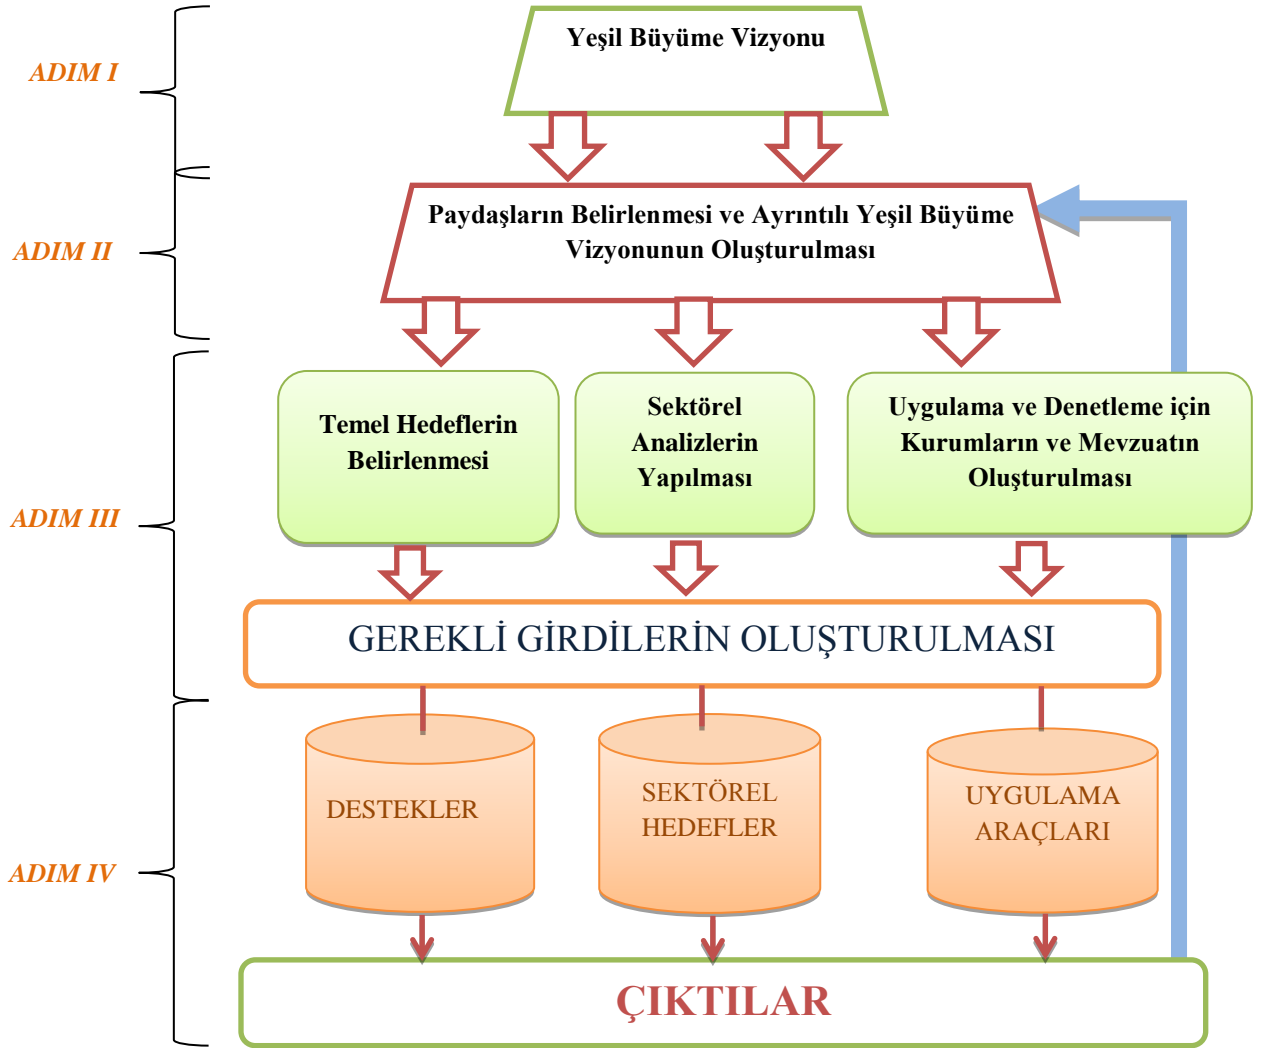 ADIM I
Yeşil Büyüme Vizyonu
ADIM II
Paydaşların Belirlenmesi ve Ayrıntılı Yeşil Büyüme
Vizyonunun Oluşturulması
ADIM III
Temel Hedeflerin
Belirlenmesi
Sektörel
Analizlerin
Yapılması
Uygulama ve Denetleme için
Kurumların ve Mevzuatın
Oluşturulması
GEREKLİ GİRDİLERİN OLUŞTURULMASI
ADIM IV
DESTEKLER
SEKTÖREL
HEDEFLER
UYGULAMA
ARAÇLARI
ÇIKTILAR